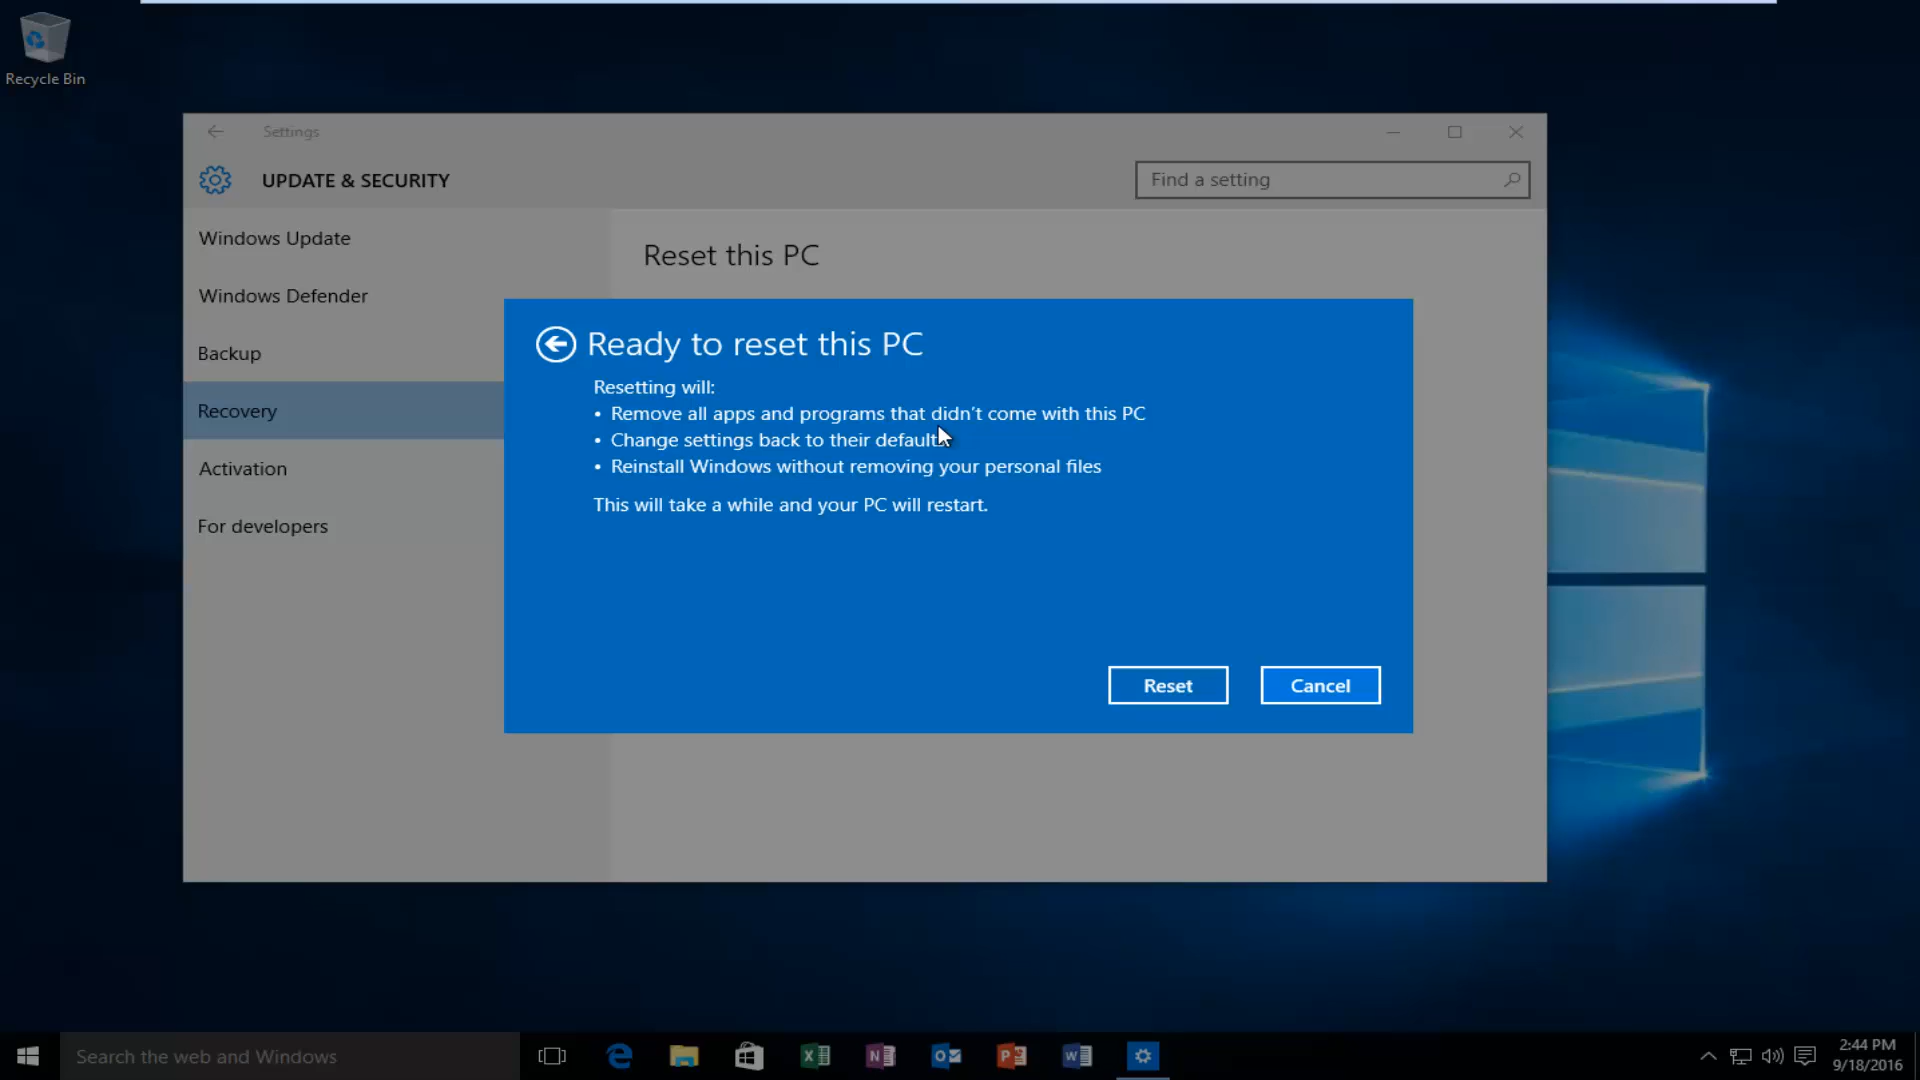 Recycle Bin
Settings
UPDATE & SECURITY
Find a setting
Windows Update
Windows Defender
Backup
Recovery
Activation
For developers
Reset this PC
Ready to reset this PC
Resetting will:
• Remove all apps and programs that didn't come with this PC
• Change settings back to their defaults
• Reinstall Windows without removing your personal files
This will take a while and your PC will restart.
Reset
Cancel
Search the web and Windows
X
N
O
P
W
2:44 PM
9/18/2016